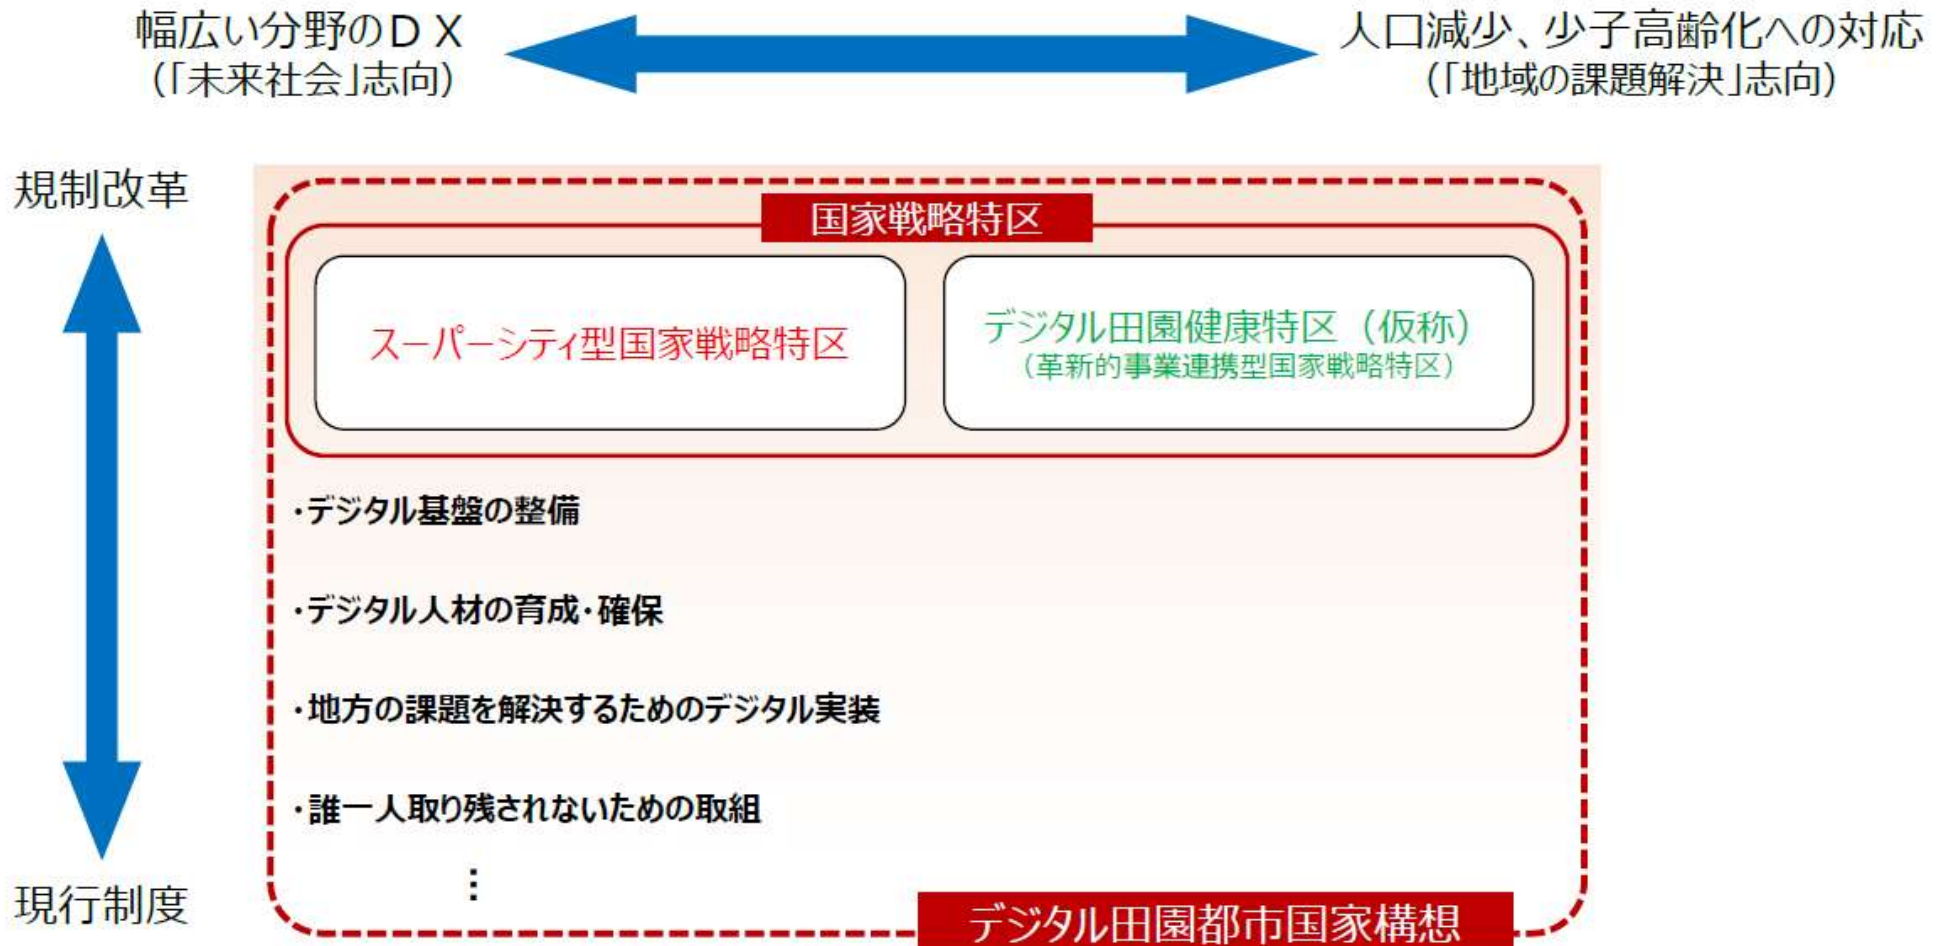 幅広い分野のＤＸ
(「未来社会」志向)
人口減少、少子高齢化への対応
(「地域の課題解決」志向)
規制改革
国家戦略特区
スーパーシティ型国家戦略特区
デジタル田園健康特区（仮称）
（革新的事業連携型国家戦略特区）
・デジタル基盤の整備
・デジタル人材の育成・確保
・地方の課題を解決するためのデジタル実装
・誰一人取り残されないための取組
⋮
現行制度
デジタル田園都市国家構想